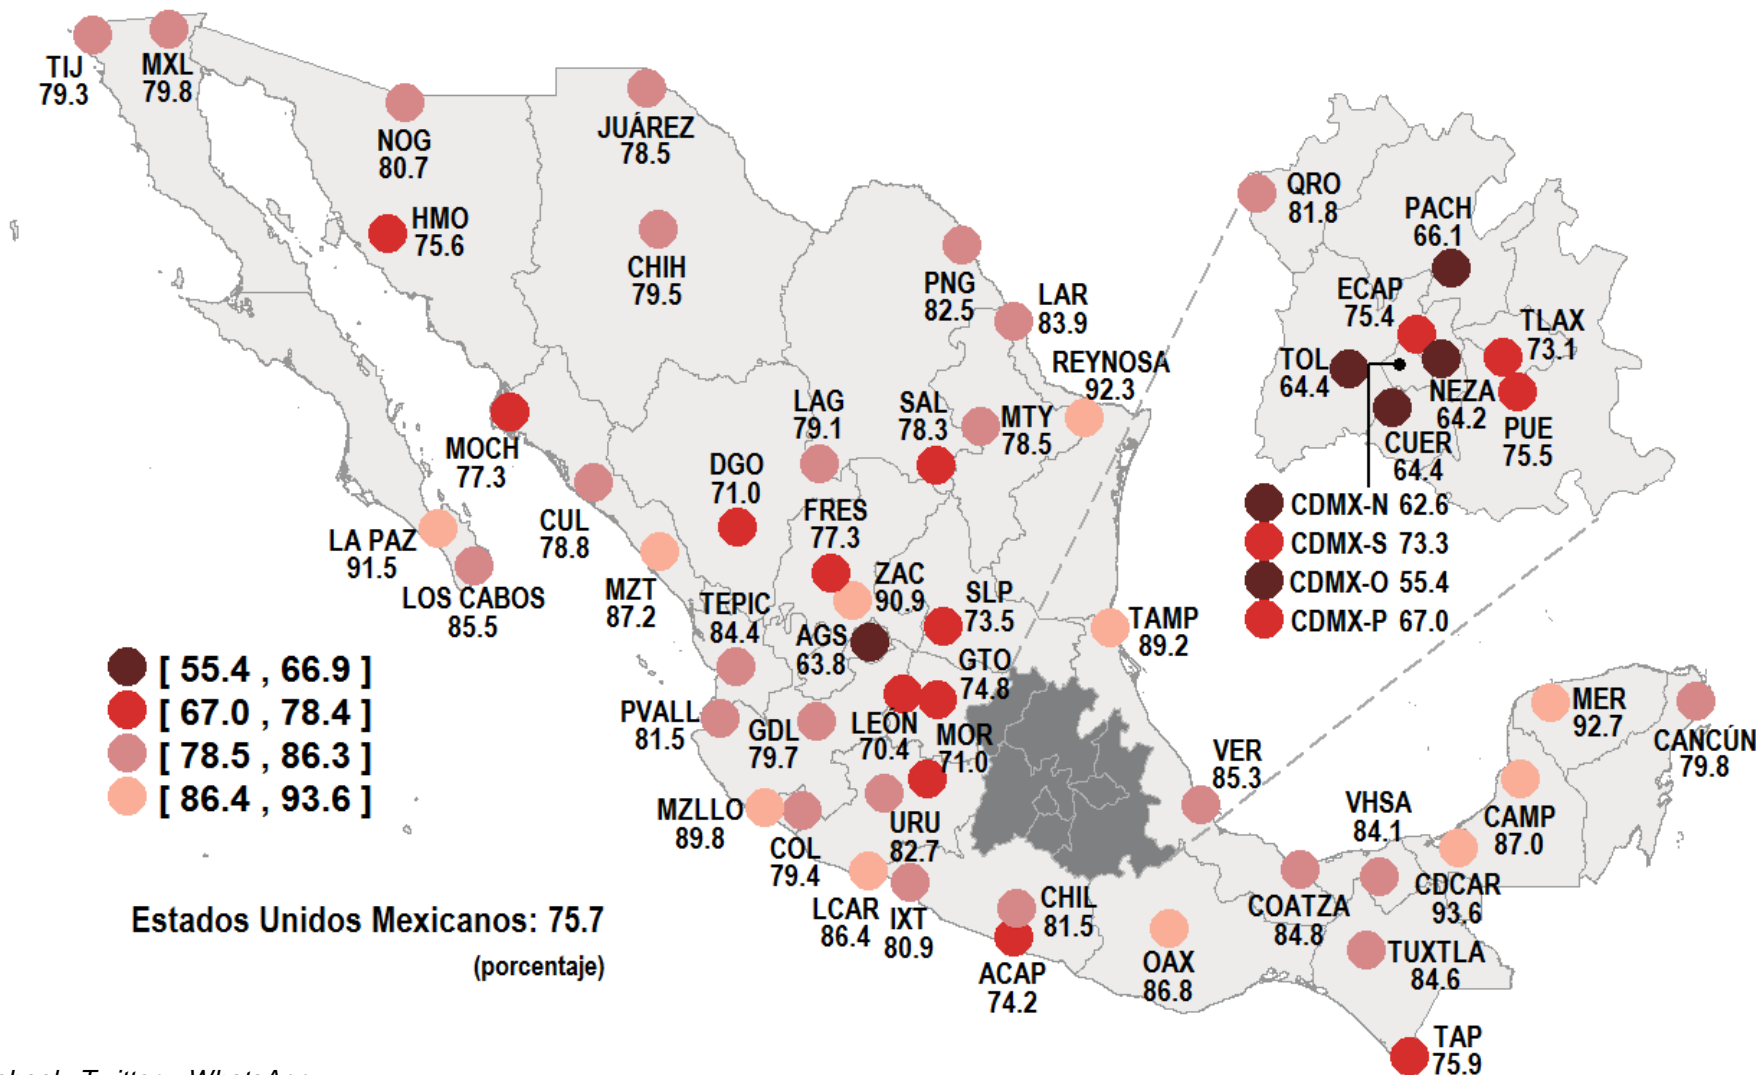 TIJ
79.3
MXL
79.8
NOG
80.7
JUÁREZ
78.5
HMO
75.6
CHIH
79.5
PNG
82.5
LAR
83.9
REYNOSA
92.3
MOCH
77.3
LAG
79.1
SAL
78.3
MTY
78.5
DGO
71.0
CUL
78.8
FRES
77.3
LA PAZ
91.5
LOS CABOS
85.5
MZT
87.2
ZAC
90.9
TEPIC
84.4
AGS
63.8
SLP
73.5
TAMP
89.2
GTO
74.8
PVALL
81.5
GDL
79.7
LEÓN
70.4
MOR
71.0
MZLLO
89.8
COL
79.4
URU
82.7
LCAR
86.4
IXT
80.9
CHIL
81.5
ACAP
74.2
OAX
86.8
VER
85.3
COATZA
84.8
VHSA
84.1
CDCAR
93.6
CAMP
87.0
MER
92.7
CANCÚN
79.8
TUXTLA
84.6
TAP
75.9
QRO
81.8
PACH
66.1
ECAP
75.4
TLAX
73.1
TOL
64.4
NEZA
64.2
CUER
64.4
PUE
75.5
CDMX-N 62.6
CDMX-S 73.3
CDMX-O 55.4
CDMX-P 67.0
[ 55.4 , 66.9 ]
[ 67.0 , 78.4 ]
[ 78.5 , 86.3 ]
[ 86.4 , 93.6 ]
Estados Unidos Mexicanos: 75.7
(porcentaje)